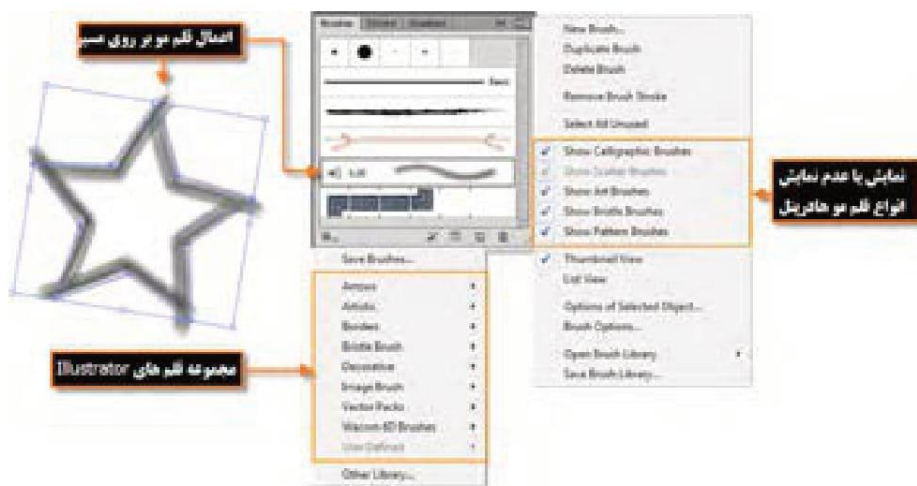 اعمال قلم مو بر روی مسیر
Brushes
Basic
New Brush...
Duplicate Brush
Delete Brush
Remove Brush Stroke
Select All Unused
Show Calligraphic Brushes
Show Scatter Brushes
Show Art Brushes
Show Bristle Brushes
Show Pattern Brushes
Thumbnail View
List View
Options of Selected Object...
Brush Options...
Open Brush Library
Save Brush Library...
نمایش یا عدم نمایش
انواع قلم مو هادرپنل
Save Brushes...
Arrows
Artistic
Borders
Bristle Brush
Decorative
Image Brush
Vector Packs
Wacom 6D Brushes
User Defined
Other Library...
مجموعه قلم های Illustrator